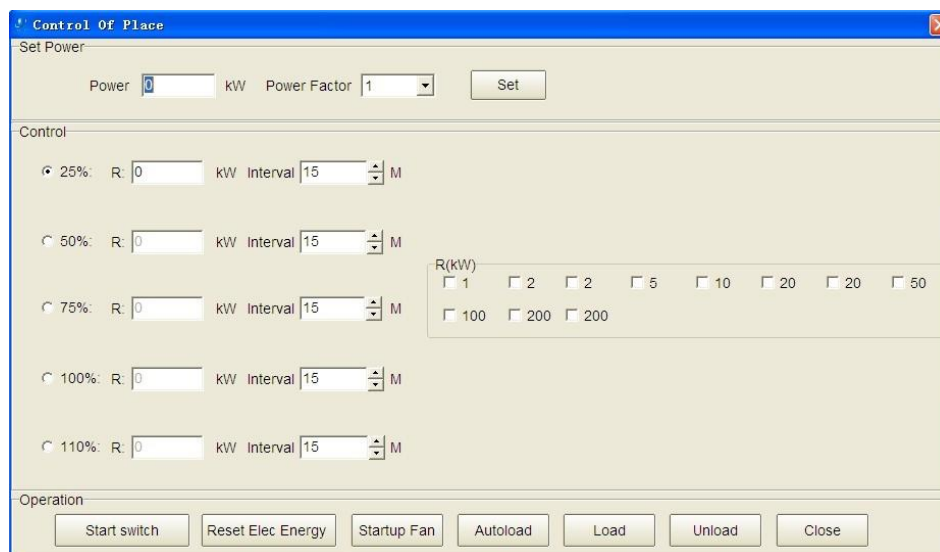 Control Of Place
Set Power
Power 0 kW Power Factor 1 Set
Control
25%: R: 0 kW Interval 15 M
50%: R: 0 kW Interval 15 M
R(kW)
1 2 2 5 10 20 20 50
75%: R: 0 kW Interval 15 M
100 200 200
100%: R: 0 kW Interval 15 M
110%: R: 0 kW Interval 15 M
Operation
Start switch Reset Elec Energy Startup Fan Autoload Load Unload Close